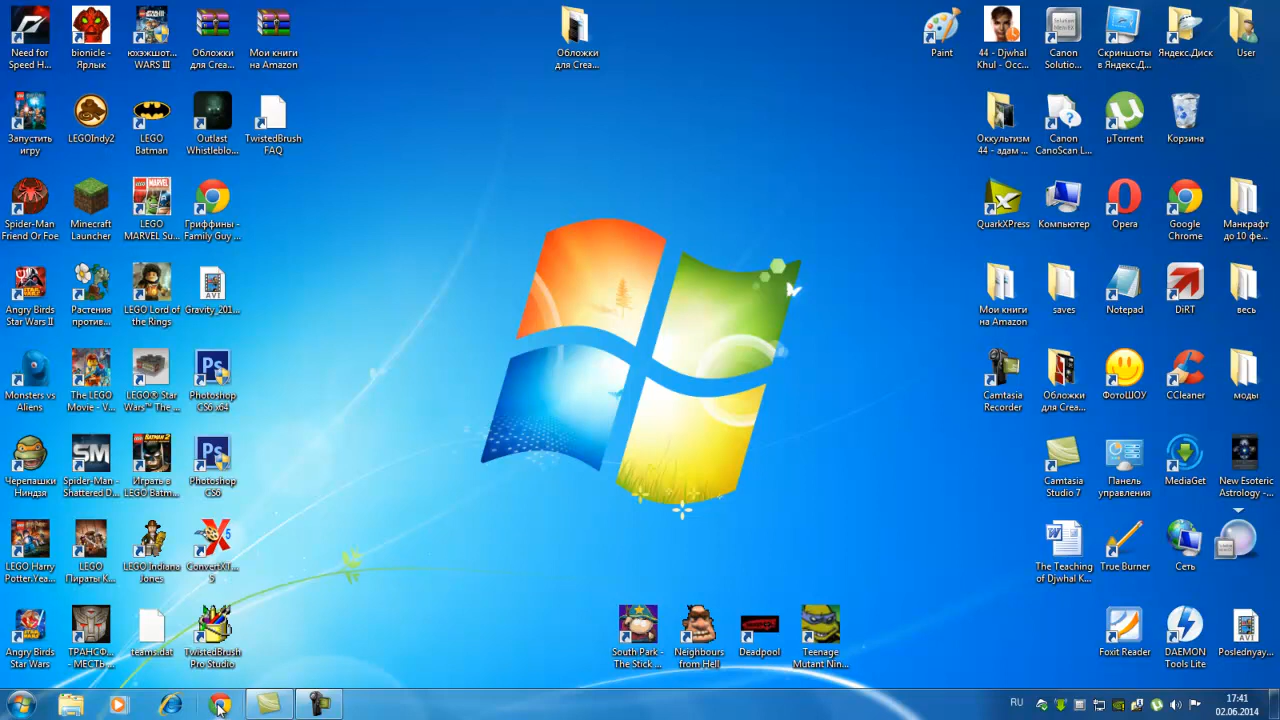 Need for
Speed H...
bionicle -
Ярлык
юхэжшот...
WARS III
Обложки
для Crea...
Мои книги
на Amazon
Обложки
для Crea...
Paint
44 - Djwhal
Khul - Occ...
Canon
Solutio...
Скриншоты
в Яндекс.Д...
Яндекс.Диск
User
Запустить
игру
LEGOIndy2
LEGO
Batman
Outlast
Whistleblo...
TwistedBrush
FAQ
Оккультизм
44 - адам ...
Canon
CanoScan L...
µTorrent
Корзина
Spider-Man
Friend Or Foe
Minecraft
Launcher
LEGO
MARVEL Su...
Гриффины -
Family Guy ...
QuarkXPress
Компьютер
Opera
Google
Chrome
Манкрафт
до 10 фе...
Angry Birds
Star Wars II
Растения
против...
LEGO Lord of
the Rings
AVI
Gravity_201...
Мои книги
на Amazon
saves
Notepad
DiRT
весь
Monsters vs
Aliens
The LEGO
Movie - V...
LEGO® Star
Wars™ The ...
Ps
Photoshop
CS6 x64
Camtasia
Recorder
Обложки
для Crea...
ФотоШОУ
CCleaner
моды
Черепашки
Ниндзя
SM
Spider-Man -
Shattered D...
Играть в
LEGO Batm...
Ps
Photoshop
CS6
Camtasia
Studio 7
Панель
управления
MediaGet
New Esoteric
Astrology -...
LEGO Harry
Potter.Yea...
LEGO
Пираты К...
LEGO Indiana
Jones
ConvertXT...
5
The Teaching
of Djwhal K...
True Burner
Сеть
Angry Birds
Star Wars
ТРАНСФ...
- МЕСТЬ ...
teams.dat
TwistedBrush
Pro Studio
South Park -
The Stick ...
Neighbours
from Hell
Deadpool
Teenage
Mutant Nin...
Foxit Reader
DAEMON
Tools Lite
AVI
Poslednyay...
RU
17:41
02.06.2014